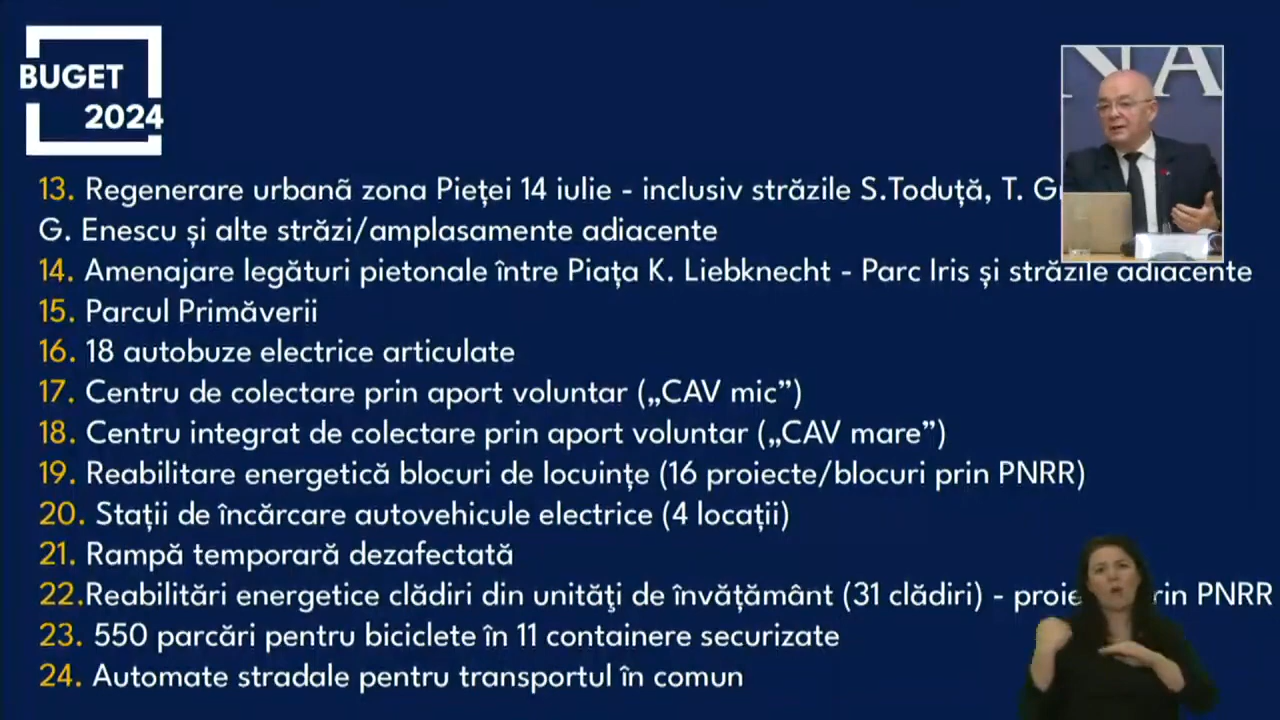 BUGET
2024
NA
13. Regenerare urbanã zona Pieței 14 iulie - inclusiv străzile S.Toduță, T.
G. Enescu și alte străzi/amplasamente adiacente
14. Amenajare legături pietonale între Piața K. Liebknecht - Parc Iris și străzile adiacente
15. Parcul Primăverii
16. 18 autobuze electrice articulate
17. Centru de colectare prin aport voluntar („CAV mic”)
18. Centru integrat de colectare prin aport voluntar („CAV mare”)
19. Reabilitare energetică blocuri de locuințe (16 proiecte/blocuri prin PNRR)
20. Stații de încărcare autovehicule electrice (4 locații)
21. Rampă temporară dezafectată
22.Reabilitări energetice clădiri din unităţi de învățământ (31 clădiri) - PNRR
23. 550 parcări pentru biciclete în 11 containere securizate
24. Automate stradale pentru transportul în comun